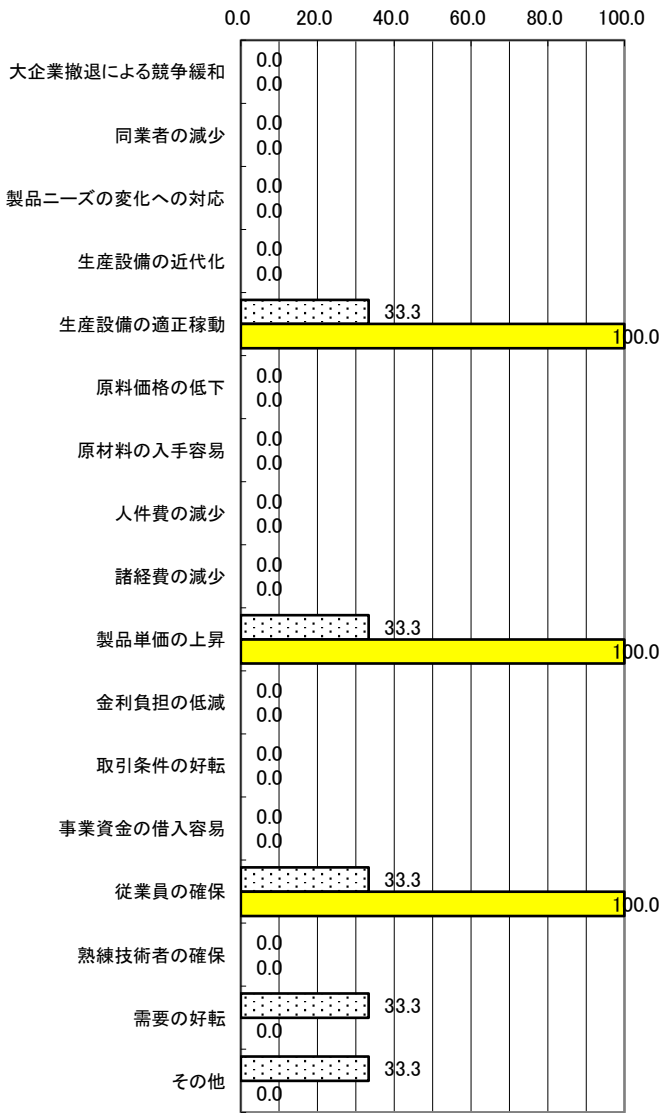 0.0 20.0 40.0 60.0 80.0 100.0
大企業撤退による競争緩和 0.0
0.0
同業者の減少 0.0
0.0
製品ニーズの変化への対応 0.0
0.0
生産設備の近代化 0.0
0.0
生産設備の適正稼動 33.3
100.0
原料価格の低下 0.0
0.0
原材料の入手容易 0.0
0.0
人件費の減少 0.0
0.0
諸経費の減少 0.0
0.0
製品単価の上昇 33.3
100.0
金利負担の低減 0.0
0.0
取引条件の好転 0.0
0.0
事業資金の借入容易 0.0
0.0
従業員の確保 33.3
100.0
熟練技術者の確保 0.0
0.0
需要の好転 33.3
0.0
その他 33.3
0.0